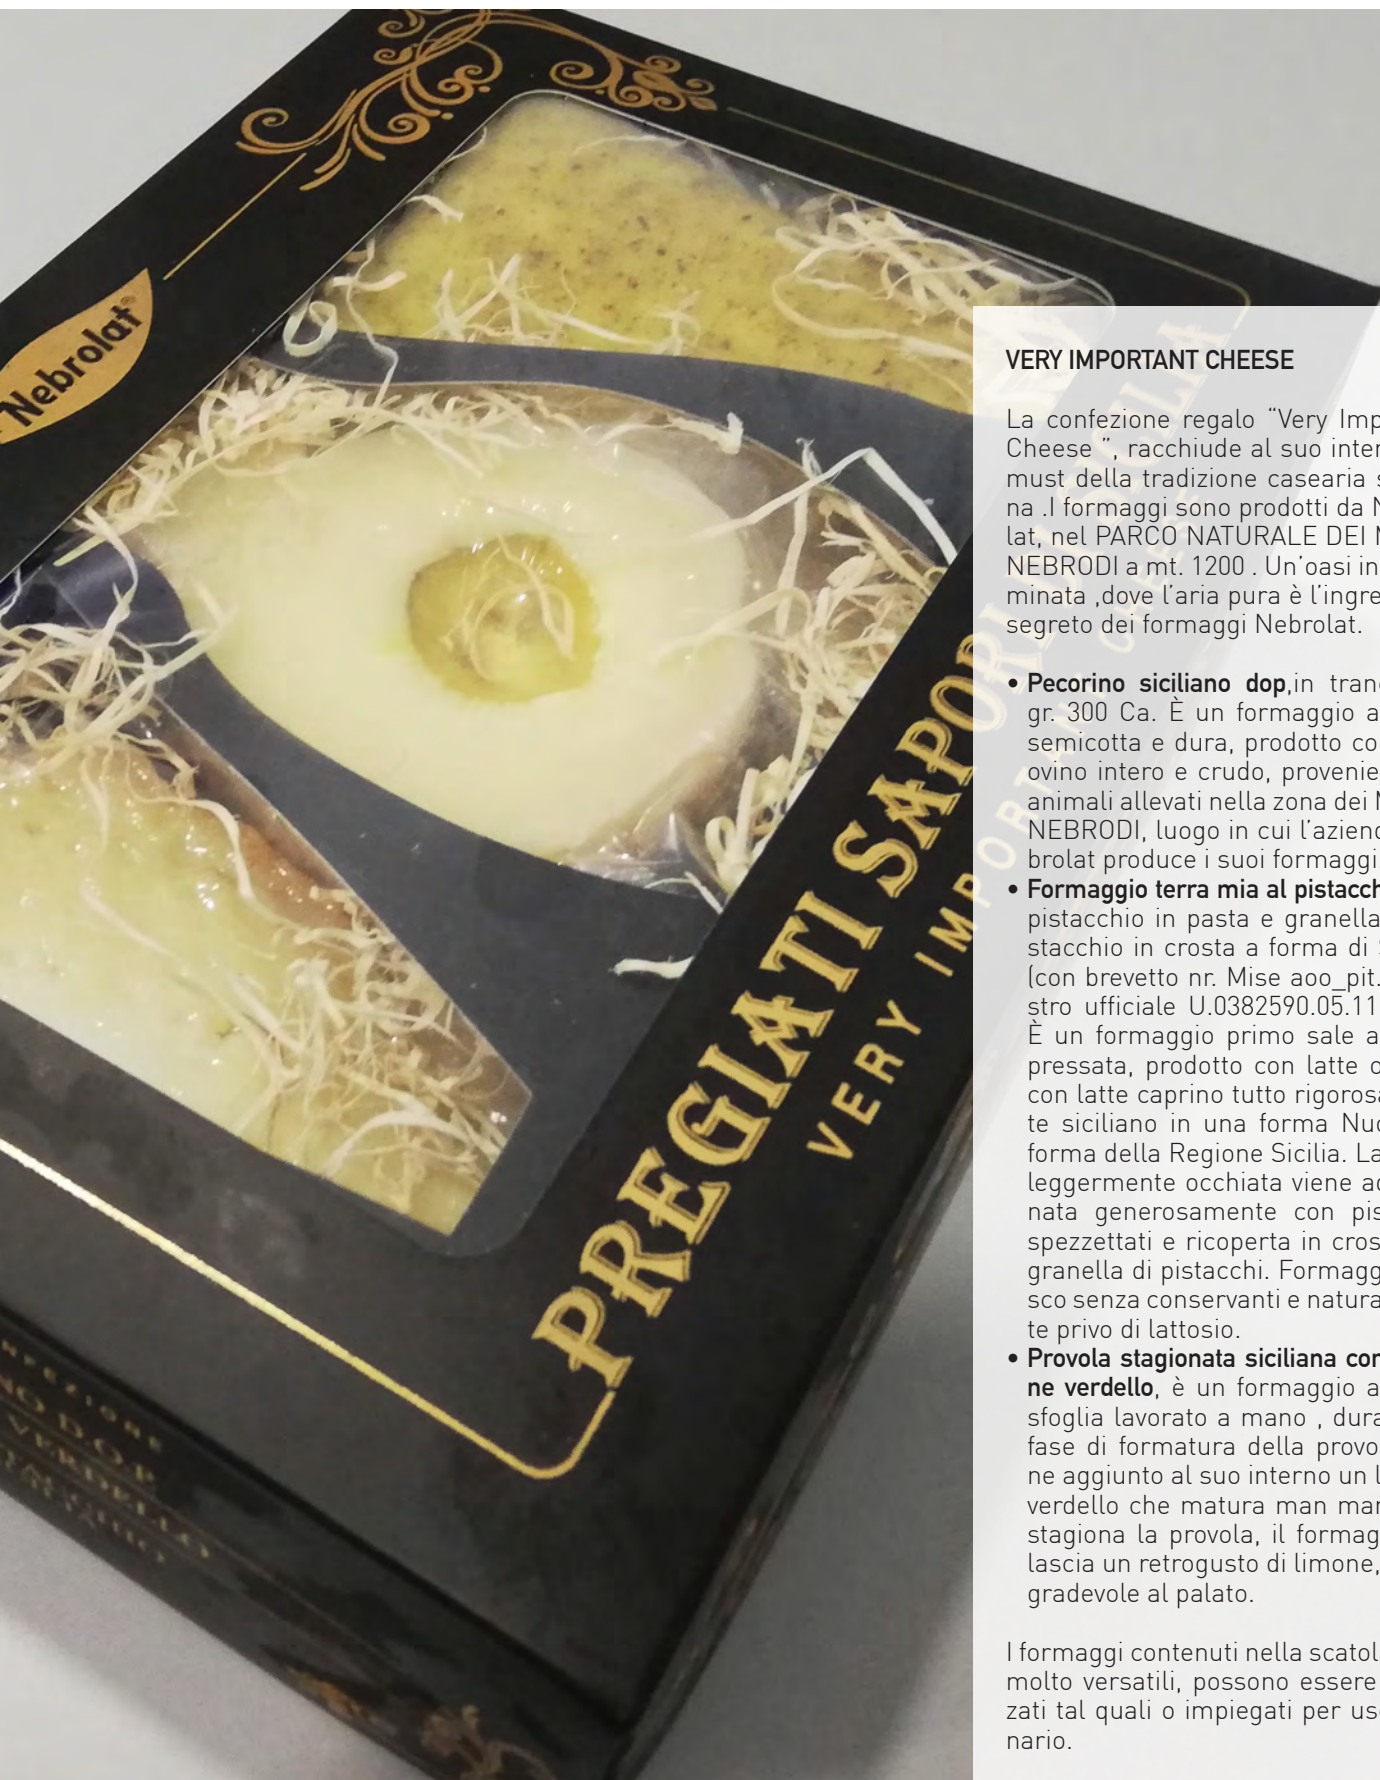 Nebrolat
PREGIATI SAPORI DI SICILIA
VERY IMPORTANT CHEESE
D.O.P.
VERDELLO
VERY IMPORTANT CHEESE
La confezione regalo “Very Imp
Cheese ”, racchiude al suo inter
must della tradizione casearia s
na .I formaggi sono prodotti da N
lat, nel PARCO NATURALE DEI M
NEBRODI a mt. 1200 . Un’oasi in
minata ,dove l’aria pura è l’ingre
segreto dei formaggi Nebrolat.
• Pecorino siciliano dop,in tranc
gr. 300 Ca. È un formaggio a
semicotta e dura, prodotto co
ovino intero e crudo, provenie
animali allevati nella zona dei M
NEBRODI, luogo in cui l’aziend
brolat produce i suoi formaggi.
• Formaggio terra mia al pistacch
pistacchio in pasta e granella
stacchio in crosta a forma di S
(con brevetto nr. Mise aoo_pit.
stro ufficiale U.0382590.05.11
È un formaggio primo sale a
pressata, prodotto con latte o
con latte caprino tutto rigorosa
te siciliano in una forma Nuo
forma della Regione Sicilia. La
leggermente occhiata viene ac
nata generosamente con pis
spezzettati e ricoperta in cros
granella di pistacchi. Formagg
sco senza conservanti e natura
te privo di lattosio.
• Provola stagionata siciliana con
ne verdello, è un formaggio a
sfoglia lavorato a mano , dura
fase di formatura della provo
ne aggiunto al suo interno un l
verdello che matura man man
stagiona la provola, il formag
lascia un retrogusto di limone,
gradevole al palato.
I formaggi contenuti nella scatol
molto versatili, possono essere
zati tal quali o impiegati per us
nario.